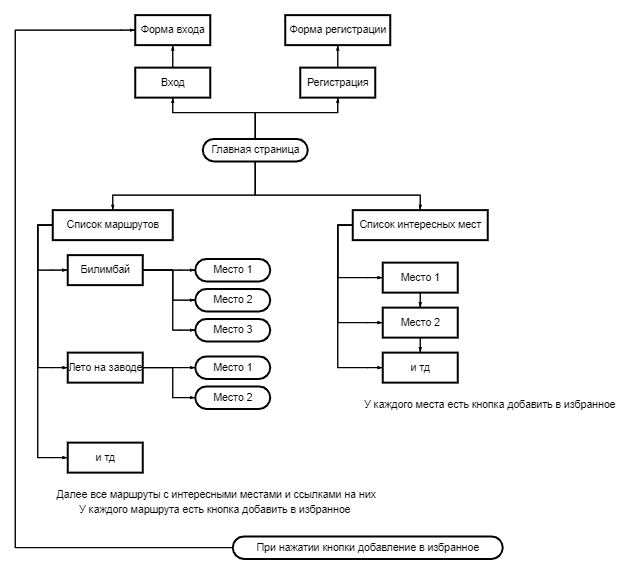 Форма входа
Форма регистрации
Вход
Регистрация
Главная страница
Список маршрутов
Список интересных мест
Билимбай
Место 1
Место 2
Место 3
Лето на заводе
Место 1
Место 2
и тд
Место 1
Место 2
и тд
У каждого места есть кнопка добавить в избранное
Далее все маршруты с интересными местами и ссылками на них
У каждого маршрута есть кнопка добавить в избранное
При нажатии кнопки добавление в избранное